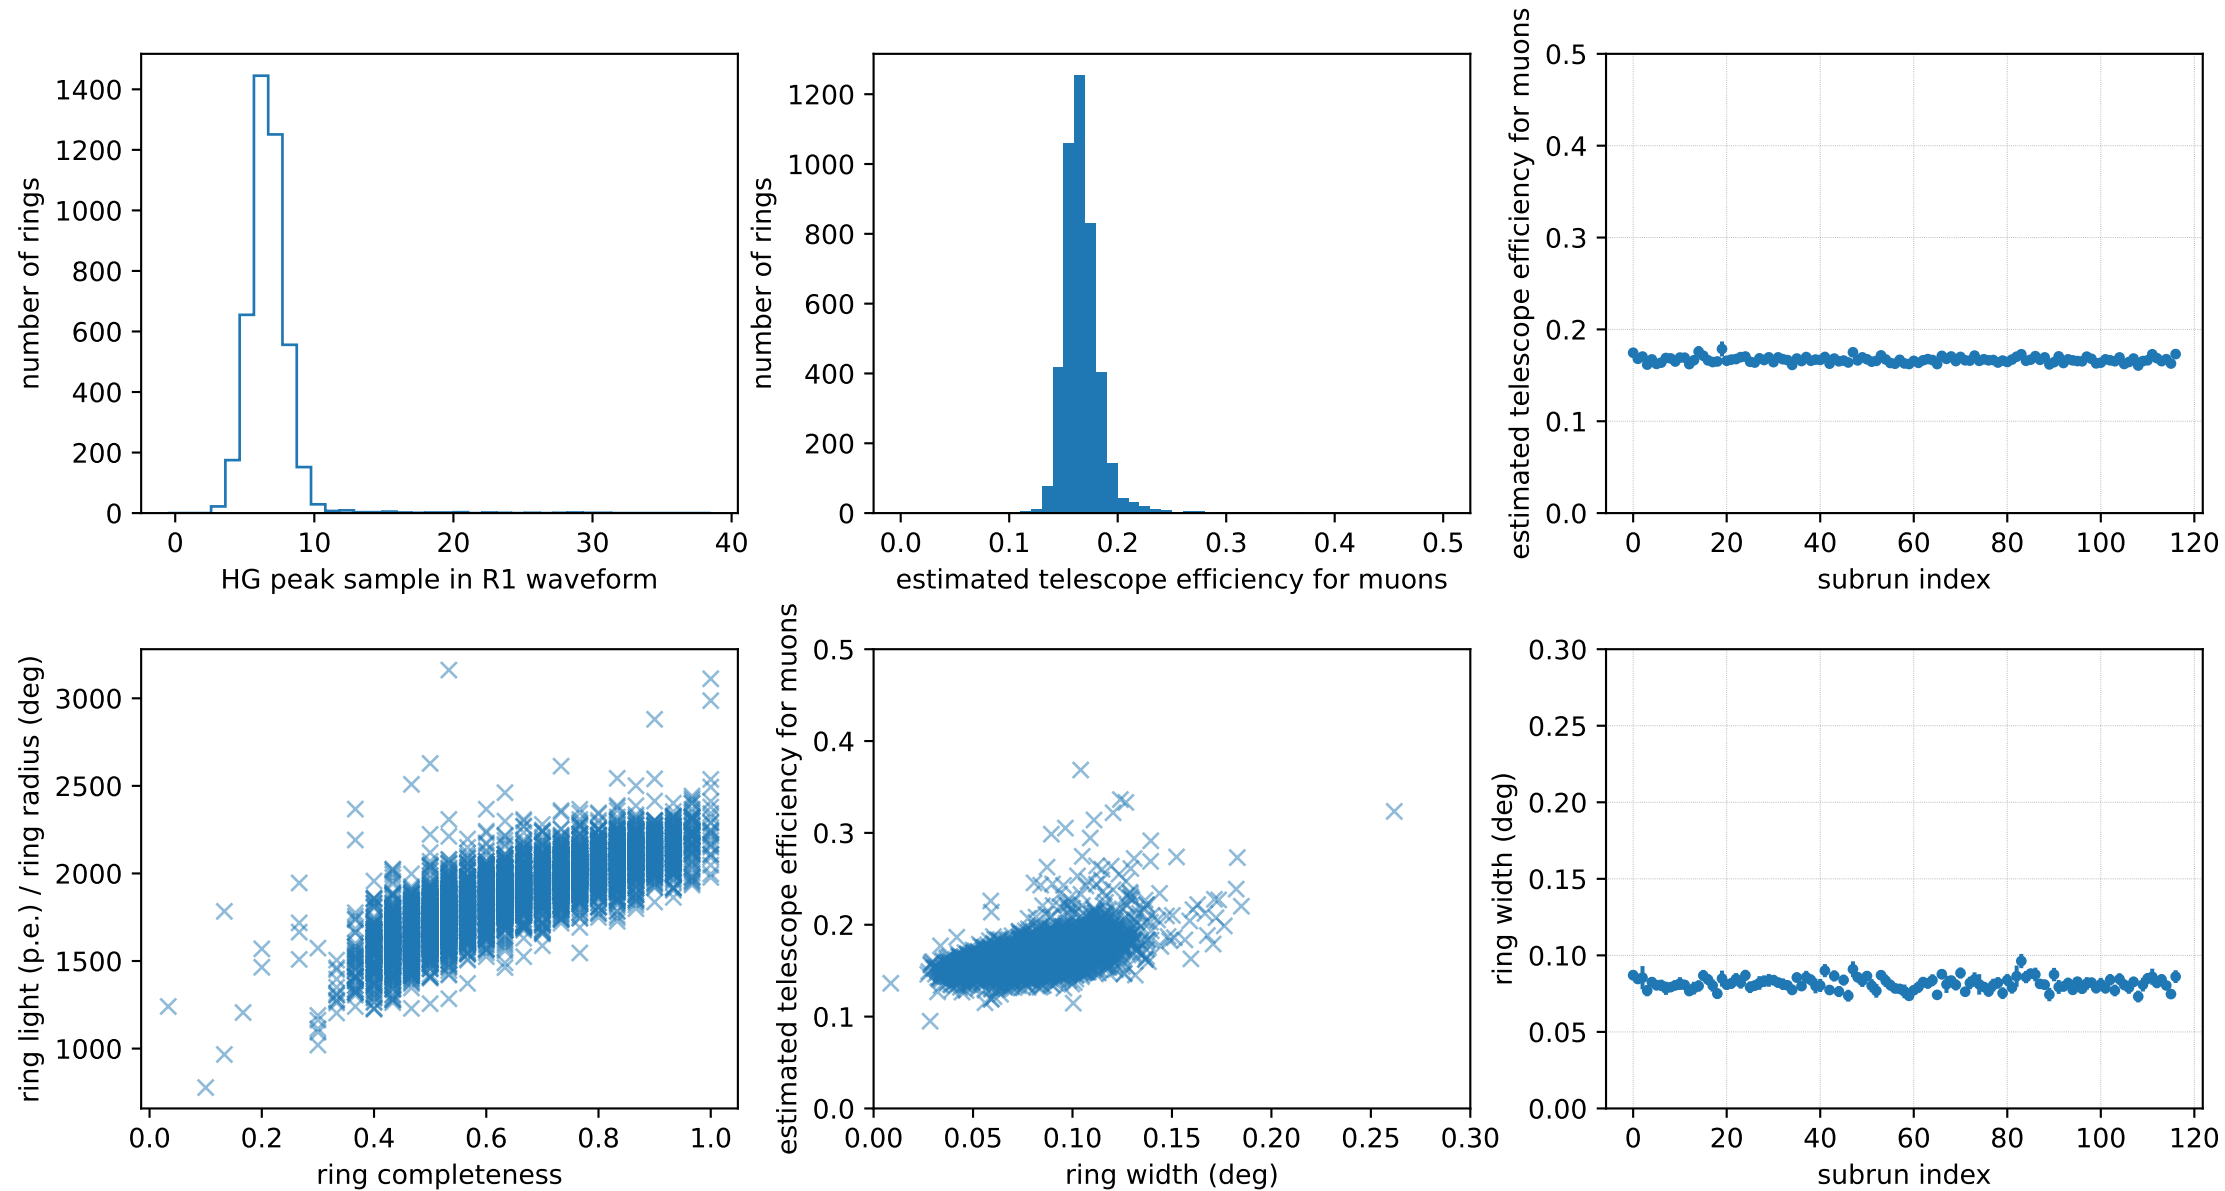 number of rings
1400
1200
1000
800
600
400
200
0
0 10 20 30 40
HG peak sample in R1 waveform
number of rings
1200
1000
800
600
400
200
0
0.0 0.1 0.2 0.3 0.4 0.5
estimated telescope efficiency for muons
estimated telescope efficiency for muons
0.5
0.4
0.3
0.2
0.1
0.0
0 20 40 60 80 100 120
subrun index
ring light (p.e.) / ring radius (deg)
3000
2500
2000
1500
1000
0.0 0.2 0.4 0.6 0.8 1.0
ring completeness
estimated telescope efficiency for muons
0.5
0.4
0.3
0.2
0.1
0.0
0.00 0.05 0.10 0.15 0.20 0.25 0.30
ring width (deg)
ring width (deg)
0.30
0.25
0.20
0.15
0.10
0.05
0.00
0 20 40 60 80 100 120
subrun index